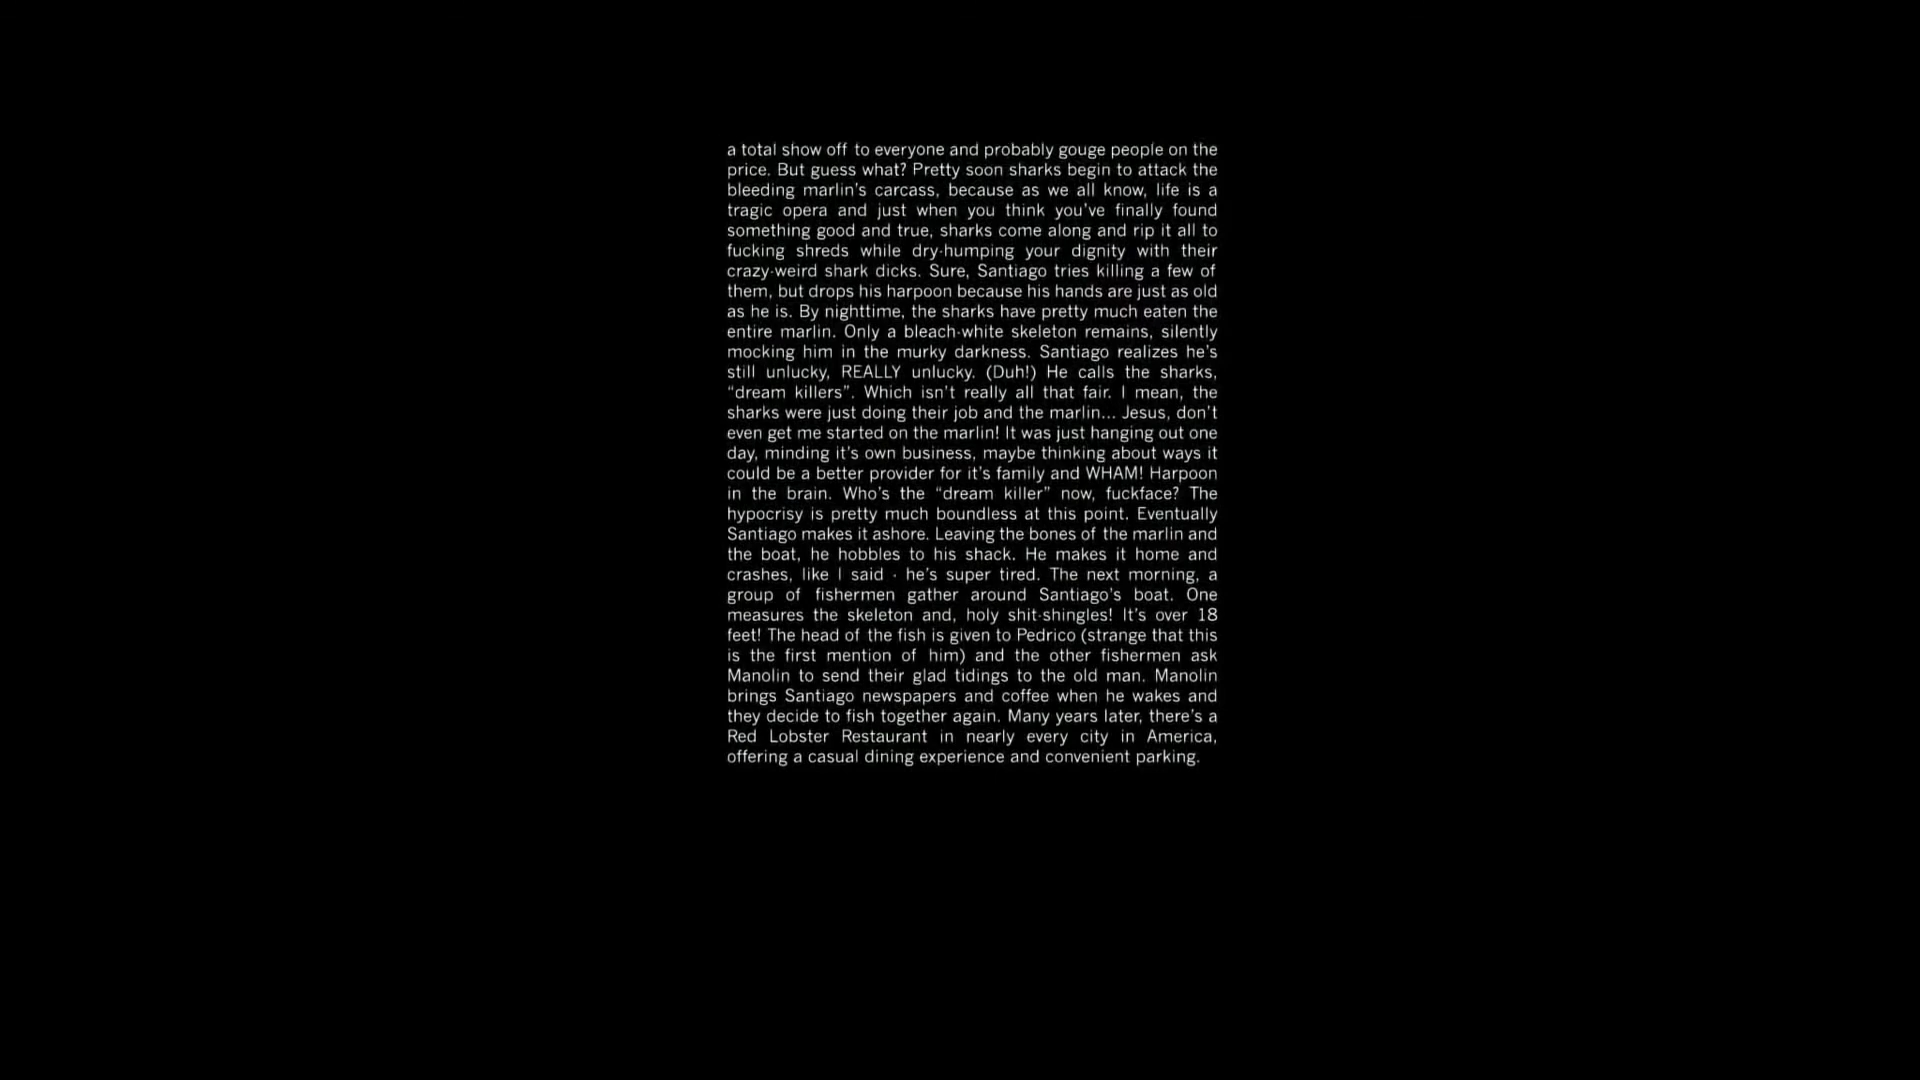 a total show off to everyone and probably gouge people on the
price. But guess what? Pretty soon sharks begin to attack the
bleeding marlin's carcass, because as we all know, life is a
tragic opera and just when you think you've finally found
something good and true, sharks come along and rip it all to
fucking shreds while dry-humping your dignity with their
crazy-weird shark dicks. Sure, Santiago tries killing a few of
them, but drops his harpoon because his hands are just as old
as he is. By nighttime, the sharks have pretty much eaten the
entire marlin. Only a bleach-white skeleton remains, silently
mocking him in the murky darkness. Santiago realizes he's
still unlucky, REALLY unlucky. (Duh!) He calls the sharks,
“dream killers”. Which isn't really all that fair. I mean, the
sharks were just doing their job and the marlin... Jesus, don't
even get me started on the marlin! It was just hanging out one
day, minding it's own business, maybe thinking about ways it
could be a better provider for it's family and WHAM! Harpoon
in the brain. Who's the “dream killer” now, fuckface? The
hypocrisy is pretty much boundless at this point. Eventually
Santiago makes it ashore. Leaving the bones of the marlin and
the boat, he hobbles to his shack. He makes it home and
crashes, like I said - he's super tired. The next morning, a
group of fishermen gather around Santiago's boat. One
measures the skeleton and, holy shit-shingles! It's over 18
feet! The head of the fish is given to Pedrico (strange that this
is the first mention of him) and the other fishermen ask
Manolin to send their glad tidings to the old man. Manolin
brings Santiago newspapers and coffee when he wakes and
they decide to fish together again. Many years later, there's a
Red Lobster Restaurant in nearly every city in America,
offering a casual dining experience and convenient parking.